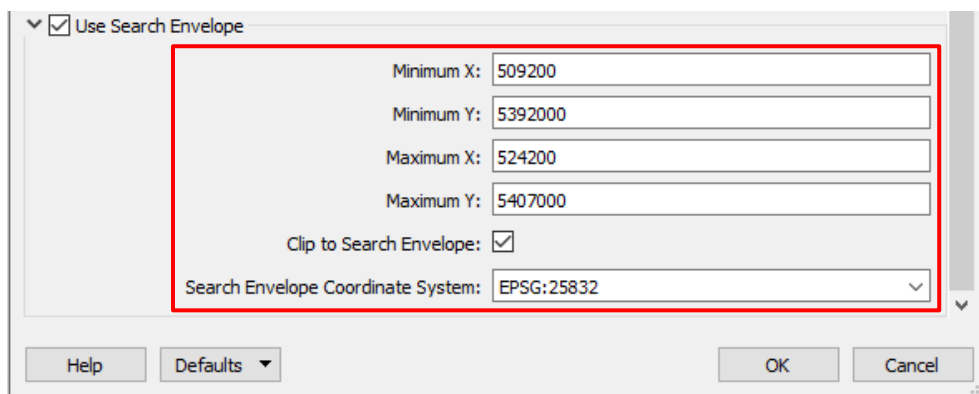 Use Search Envelope
Minimum X: 509200
Minimum Y: 5392000
Maximum X: 524200
Maximum Y: 5407000
Clip to Search Envelope:
Search Envelope Coordinate System: EPSG:25832
Help Defaults OK Cancel